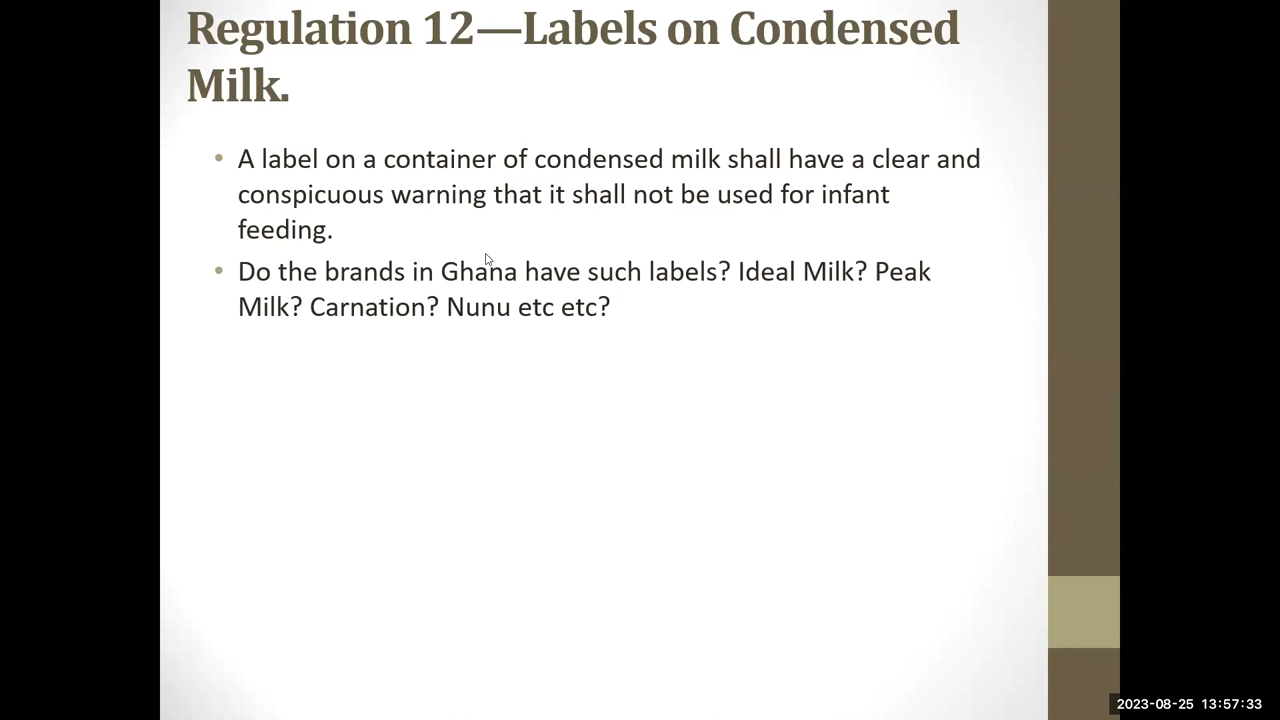 Regulation 12—Labels on Condensed
Milk.
• A label on a container of condensed milk shall have a clear and
conspicuous warning that it shall not be used for infant
feeding.
• Do the brands in Ghana have such labels? Ideal Milk? Peak
Milk? Carnation? Nunu etc etc?
2023-08-25 13:57:33